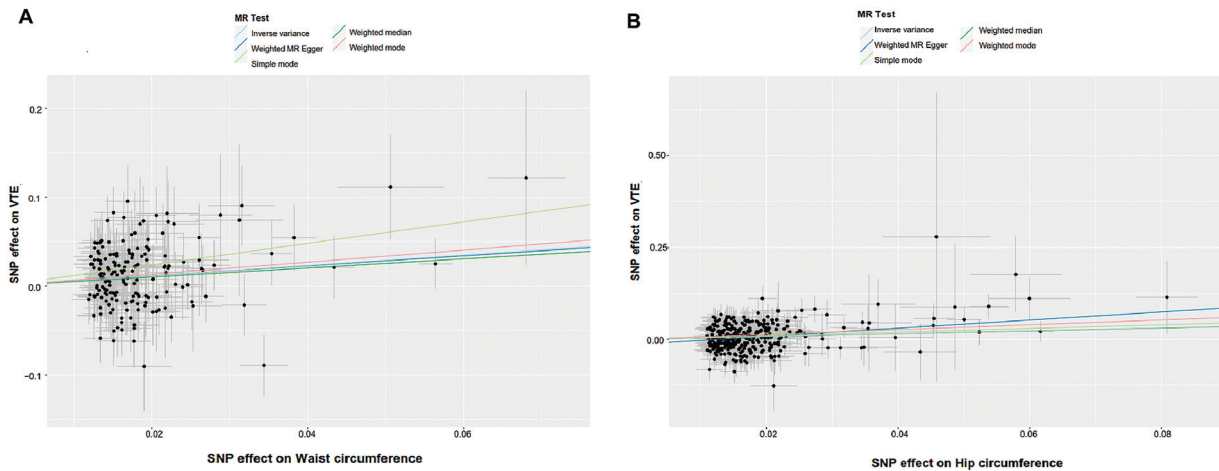 A
MR Test
Inverse variance
Weighted median
Weighted MR Egger
Weighted mode
Simple mode
SNP effect on VTE
0.2
0.1
0.0
−0.1
0.02
0.04
0.06
SNP effect on Waist circumference
B
MR Test
Inverse variance
Weighted median
Weighted MR Egger
Weighted mode
Simple mode
SNP effect on VTE
0.50
0.25
0.00
0.02
0.04
0.06
0.08
SNP effect on Hip circumference